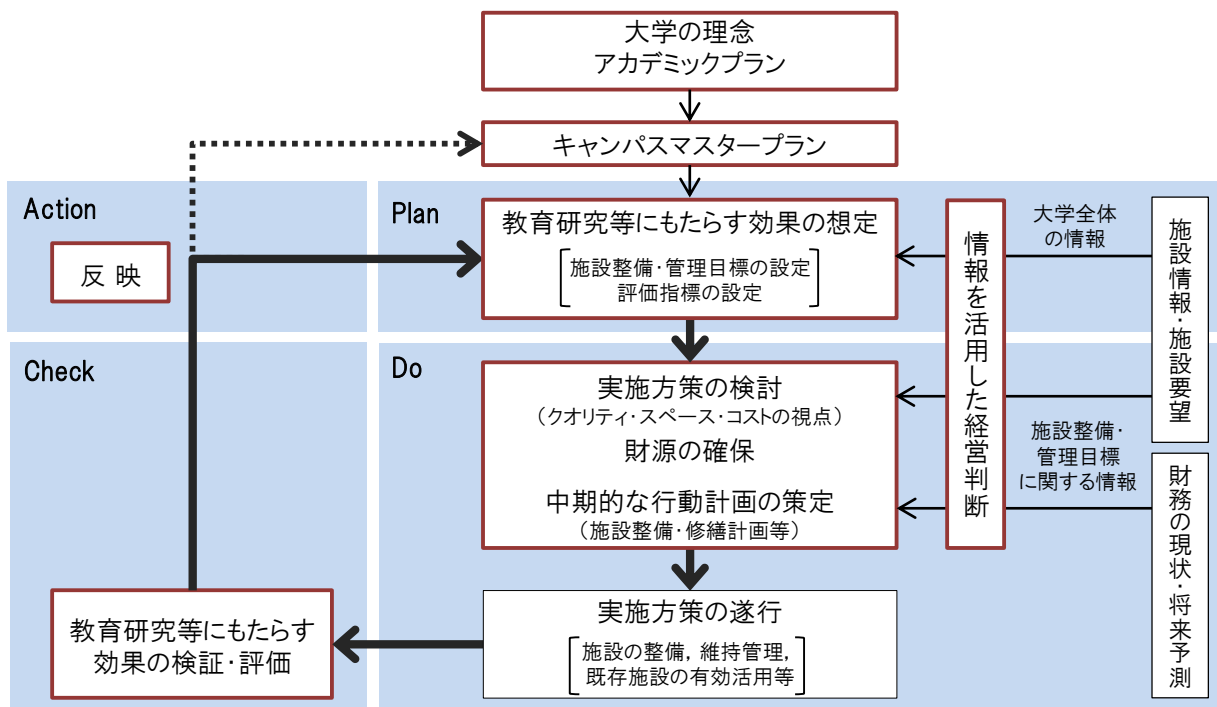 大学の理念
アカデミックプラン
キャンパスマスタープラン
Action
反 映
Plan
教育研究等にもたらす効果の想定
施設整備・管理目標の設定
評価指標の設定
情報を活用した経営判断
大学全体
の情報
施設情報・施設要望
Check
教育研究等にもたらす
効果の検証・評価
Do
実施方策の検討
（クオリティ・スペース・コストの視点）
財源の確保
中期的な行動計画の策定
（施設整備・修繕計画等）
施設整備・
管理目標
に関する情報
財務の現状・将来予測
実施方策の遂行
施設の整備，維持管理，
既存施設の有効活用等